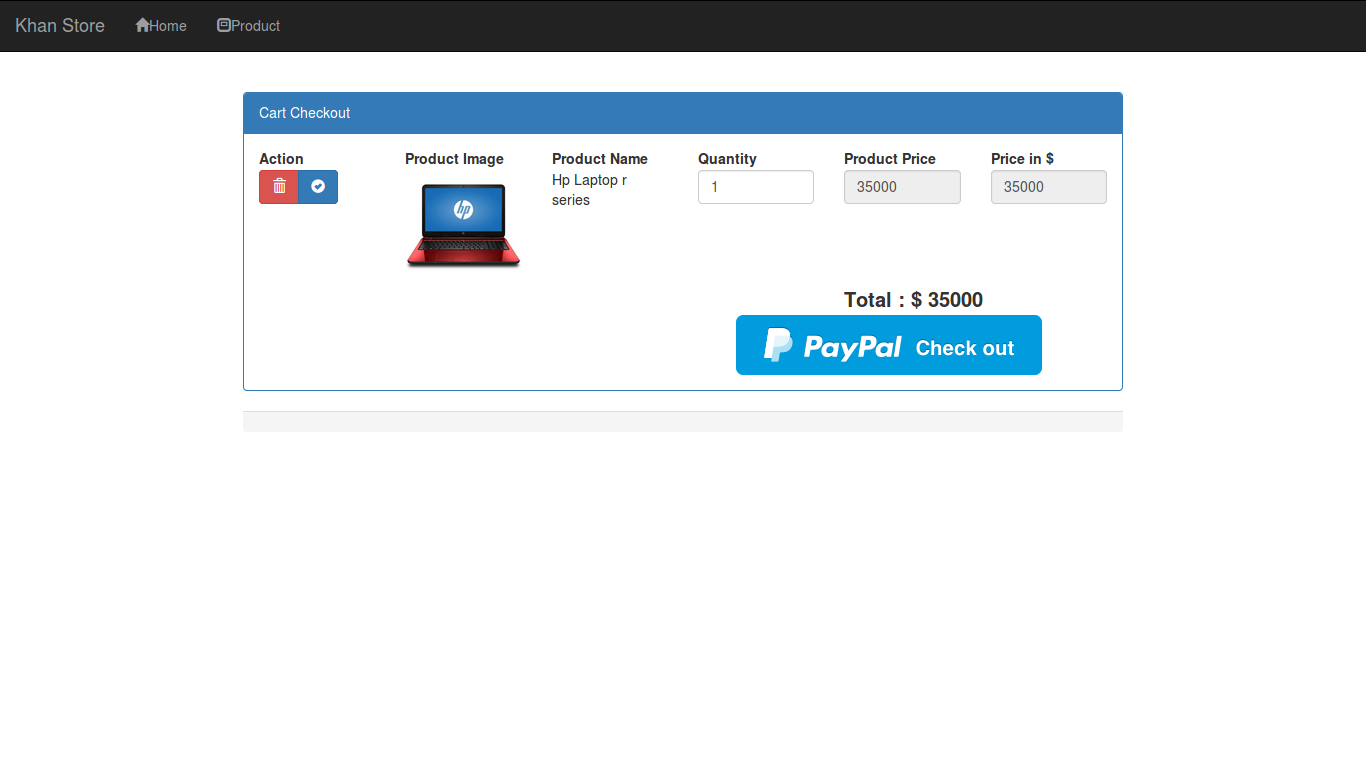 Khan Store Home Product
Cart Checkout
Action Product Image Product Name Quantity Product Price Price in $
Hp Laptop r
series
1 35000 35000
hp
Total : $ 35000
PayPal Check out